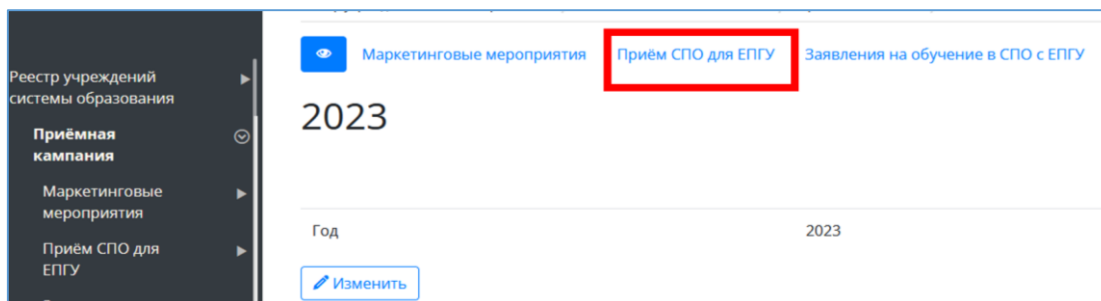 Маркетинговые мероприятия Приём СПО для ЕПГУ Заявления на обучение в СПО с ЕПГУ
Реестр учреждений
системы образования
Приёмная
кампания
Маркетинговые
мероприятия
Приём СПО для
ЕПГУ
2023
Год 2023
Изменить